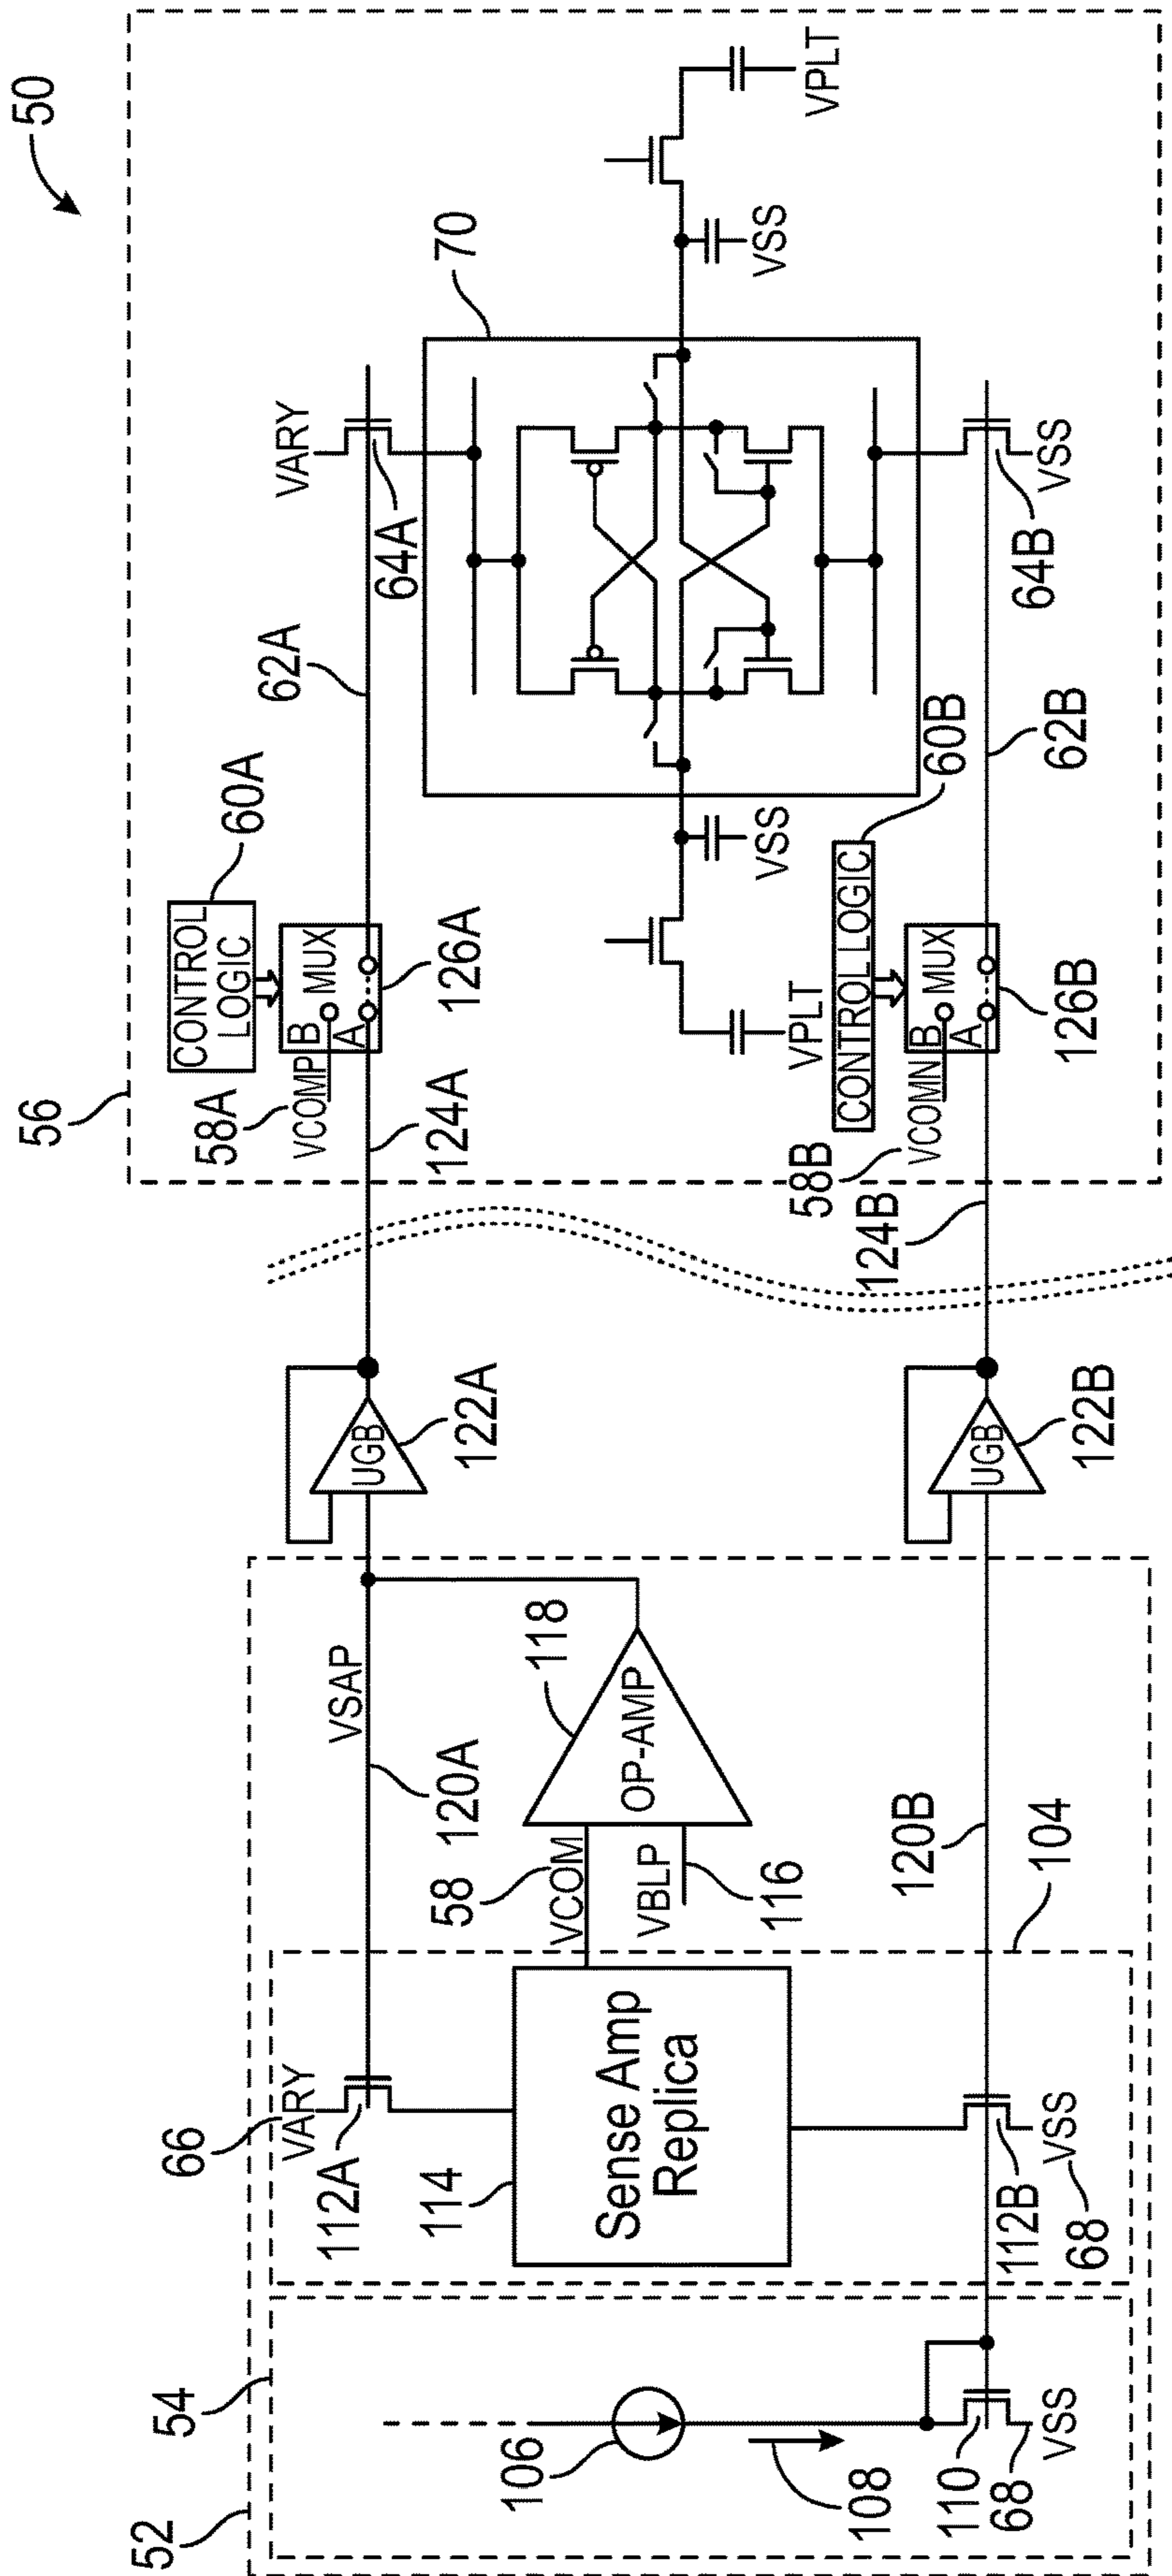 50
52
54
106
108
110
68
VSS
66
VARY
112A
114
Sense Amp
Replica
112B
68
VSS
104
58
VCOM
VBLP
116
118
OP-AMP
VSAP
120A
120B
UGB
122A
UGB
122B
56
124A
124B
58A
VCOMP
CONTROL
LOGIC
60A
B
MUX
A
126A
62A
VARY
64A
70
VPLT
VSS
VSS
VPLT
58B
VCOMN
CONTROL LOGIC
60B
B
MUX
A
126B
62B
64B
VSS